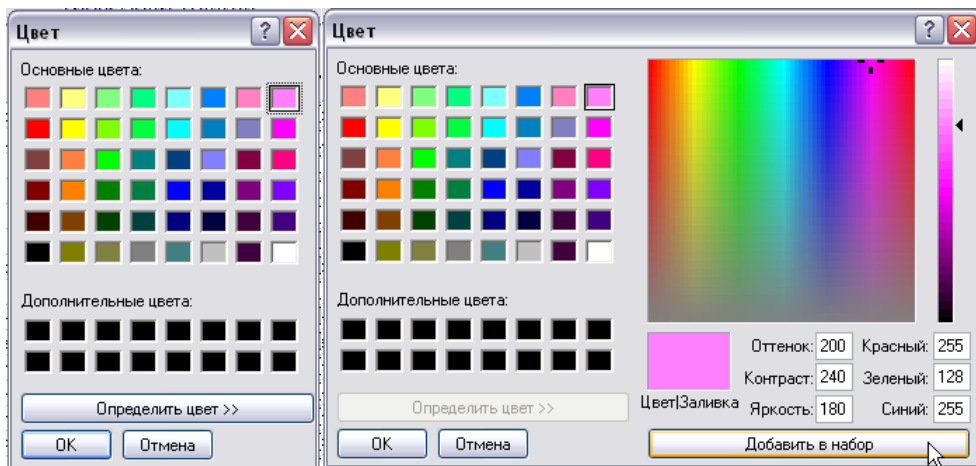 Цвет
Основные цвета:
Дополнительные цвета:
Определить цвет >>
OK Отмена
Цвет
Основные цвета:
Дополнительные цвета:
Определить цвет >>
OK Отмена
Цвет|Заливка
Оттенок: 200 Красный: 255
Контраст: 240 Зеленый: 128
Яркость: 180 Синий: 255
Добавить в набор